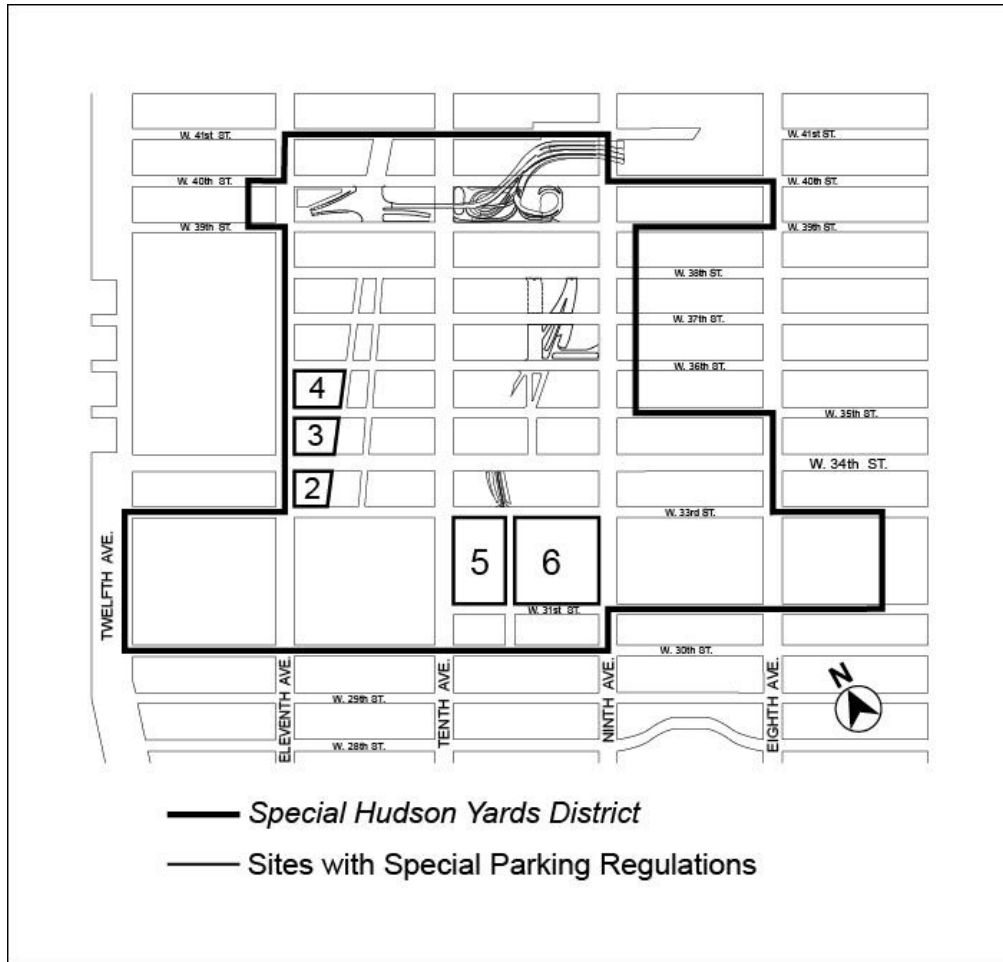 W. 41st ST. W. 41st ST.
W. 40th ST. W. 40th ST.
W. 39th ST. W. 39th ST.
W. 38th ST.
W. 37th ST.
W. 36th ST.
4
W. 35th ST.
3
W. 34th ST.
2
W. 33rd ST.
5 6
TWELFTH AVE.
W. 31st ST.
W. 30th ST.
ELEVENTH AVE.
TENTH AVE.
NINTH AVE.
EIGHTH AVE.
N
W. 29th ST.
W. 28th ST.
Special Hudson Yards District
Sites with Special Parking Regulations